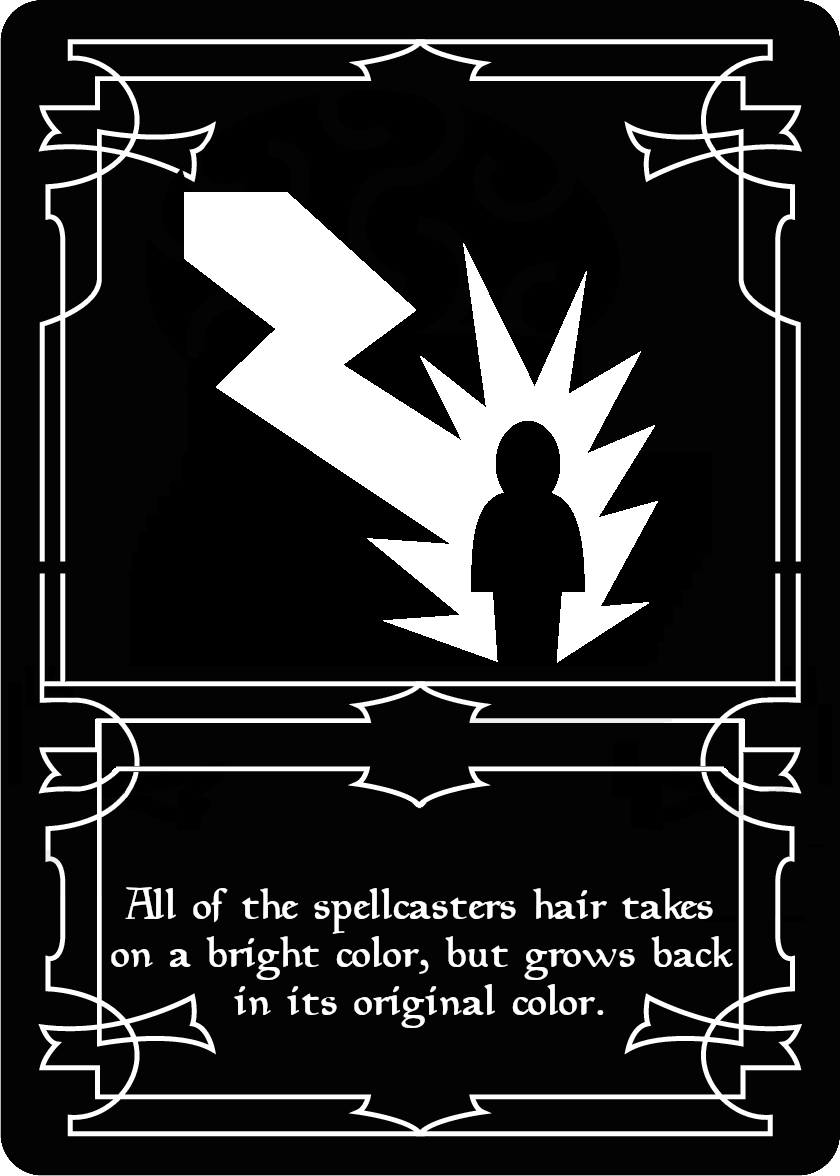 All of the spellcasters hair takes
on a bright color, but grows back
in its original color.